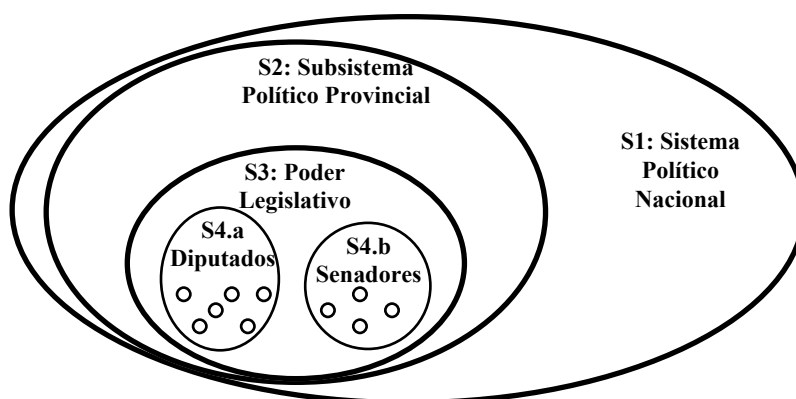 S2: Subsistema
Político Provincial
S1: Sistema
Político
Nacional
S3: Poder
Legislativo
S4.a
Diputados
S4.b
Senadores